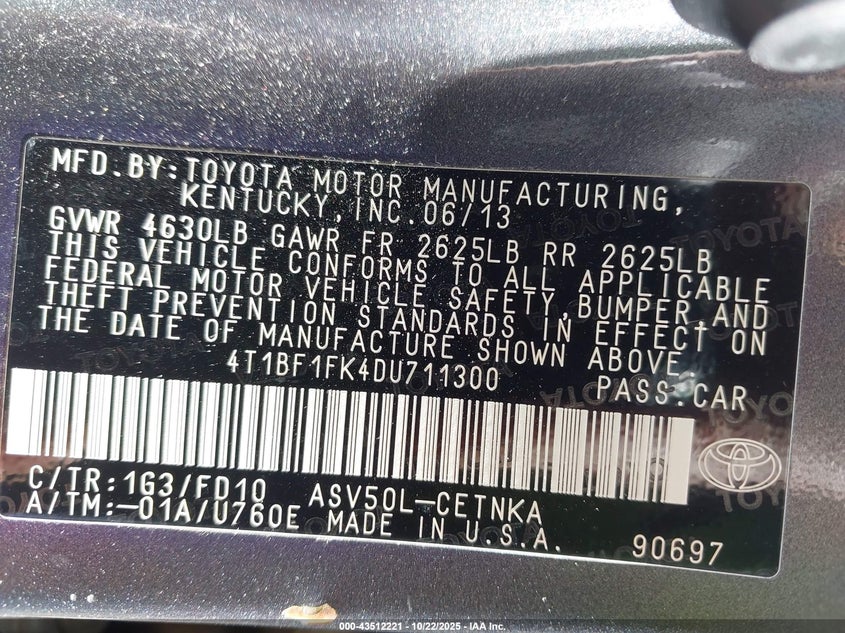 MFD.BY:TOYOTA MOTOR MANUFACTURING,
KENTUCKY, INC. 06/13
GVWR 4630LB GAWR FR 2625LB RR 2625LB
THIS VEHICLE CONFORMS TO ALL APPLICABLE
FEDERAL MOTOR VEHICLE SAFETY, BUMPER, AND
THEFT PREVENTION STANDARDS IN EFFECT ON
THE DATE OF MANUFACTURE SHOWN ABOVE.
4T1BF1FK4DU711300 PASS.CAR
C/TR:1G3/FD10 ASV50L-CETNKA
A/TM:-01A/U760E MADE IN U.S.A. 90697
000-43512221 - 10/22/2025 - IAA Inc.